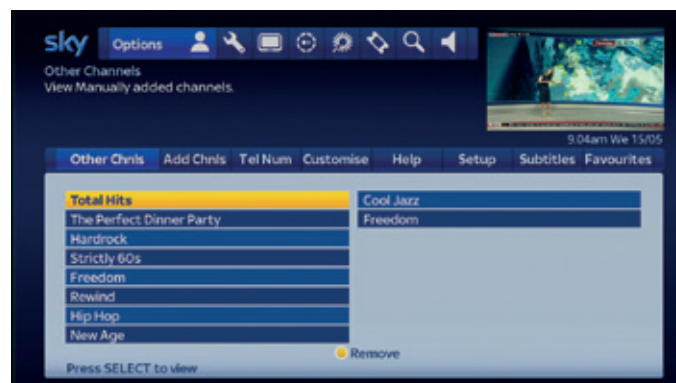 sky Options
Other Channels
View Manually added channels.
9.04am We 15/05
Other Chnls Add Chnls Tel Num Customise Help Setup Subtitles Favourites
Total Hits
The Perfect Dinner Party
Hardrock
Strictly 60s
Freedom
Rewind
Hip Hop
New Age
Cool Jazz
Freedom
Remove
Press SELECT to view